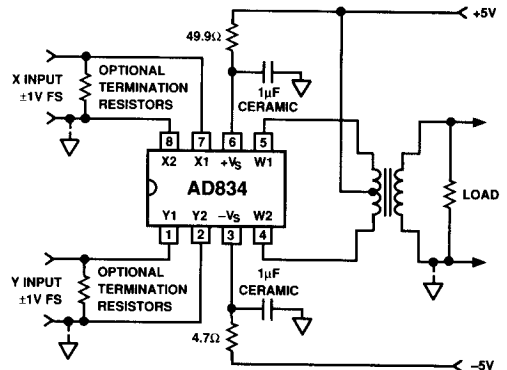 49.9Ω
+5V
X INPUT
±1V FS
OPTIONAL
TERMINATION
RESISTORS
1µF
CERAMIC
8 7 6 5
X2 X1 +VS W1
AD834
Y1 Y2 −VS W2
1 2 3 4
LOAD
Y INPUT
±1V FS
OPTIONAL
TERMINATION
RESISTORS
1µF
CERAMIC
4.7Ω
−5V